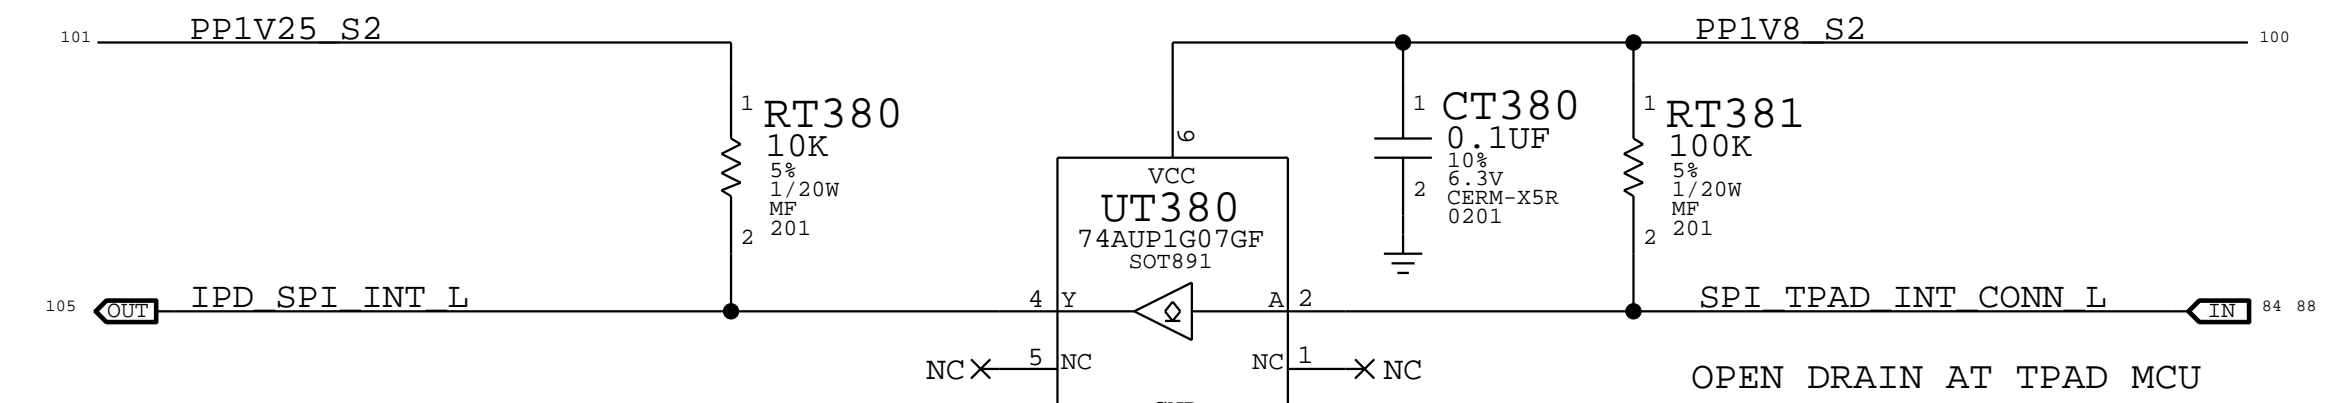 101 PP1V25_S2
PP1V8_S2 100
1 RT380
10K
5%
1/20W
MF
201
2
6
VCC
UT380
74AUP1G07GF
SOT891
1 CT380
0.1UF
10%
6.3V
CERM-X5R
0201
2
1 RT381
100K
5%
1/20W
MF
201
2
105 OUT IPD_SPI_INT_L
4 Y
A 2
SPI_TPAD_INT_CONN_L IN 84 88
NC 5 NC
NC 1 NC
OPEN DRAIN AT TPAD MCU